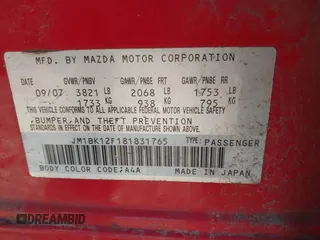 MFD. BY MAZDA MOTOR CORPORATION
GVWR/PNBV GAWR/PNBE FR GAWR/PNBE RR
09/07 3821 LB 2068 LB 1753 LB
1733 KG 938 KG 795 KG
THIS VEHICLE CONFORMS TO ALL APPLICABLE FEDERAL MOTOR VEHICLE SAFETY,
BUMPER, AND THEFT PREVENTION
STANDARDS IN EFFECT ON THE DATE OF MANUFACTURE SHOWN ABOVE.
JM1BK12F181831765 TYPE: PASSENGER
BODY COLOR CODE:A4A MADE IN JAPAN
DREAMBID